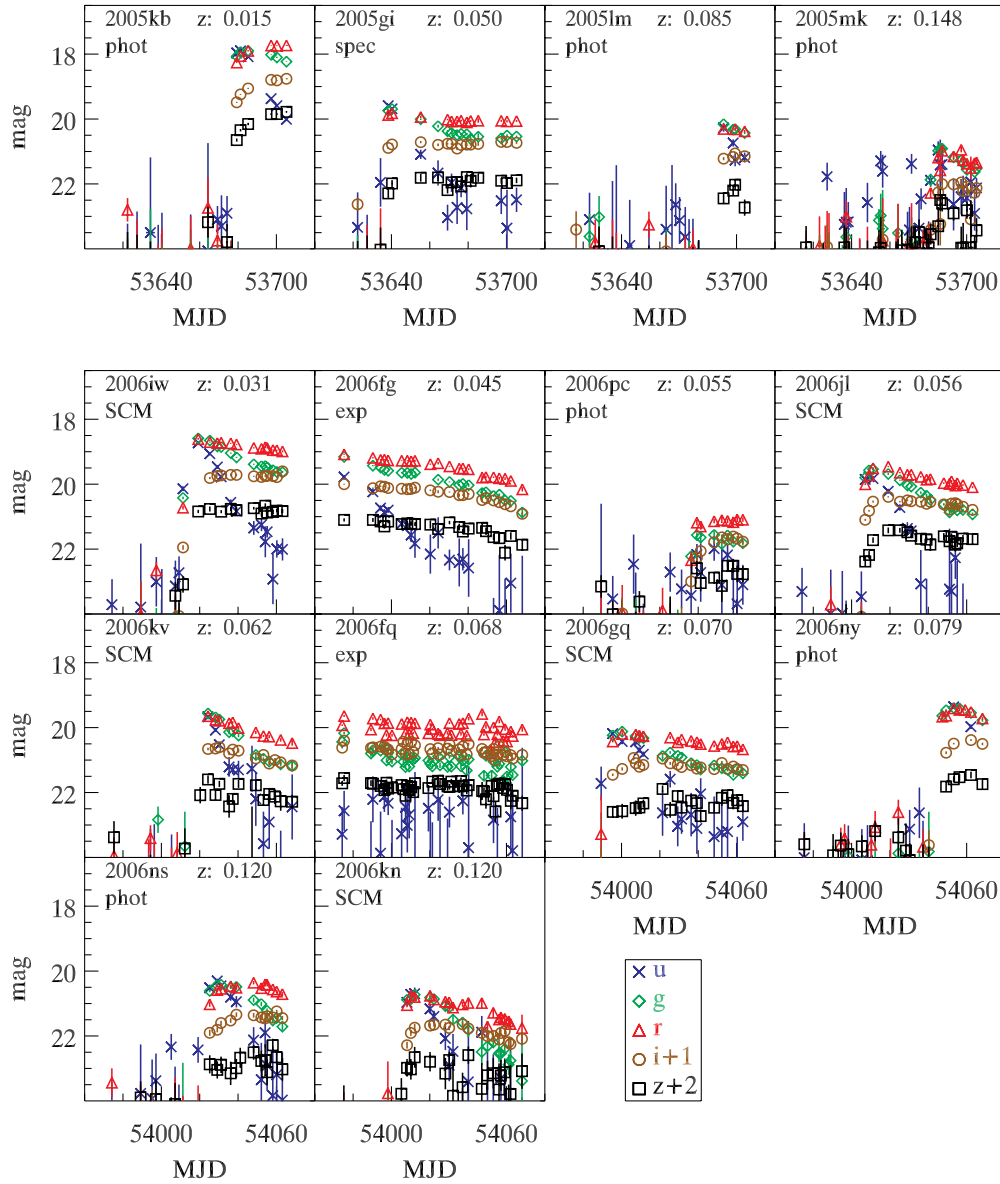 2005kb z: 0.015
phot
2005gi z: 0.050
spec
2005lm z: 0.085
phot
2005mk z: 0.148
phot
18
20
22
mag
53640 53700
MJD
53640 53700
MJD
53640 53700
MJD
53640 53700
MJD
2006iw z: 0.031
SCM
2006fg z: 0.045
exp
2006pc z: 0.055
phot
2006jl z: 0.056
SCM
18
20
22
mag
2006kv z: 0.062
SCM
2006fq z: 0.068
exp
2006gq z: 0.070
SCM
2006ny z: 0.079
phot
18
20
22
mag
54000 54060
MJD
54000 54060
MJD
2006ns z: 0.120
phot
2006kn z: 0.120
SCM
18
20
22
mag
54000 54060
MJD
54000 54060
MJD
u
g
r
i+1
z+2